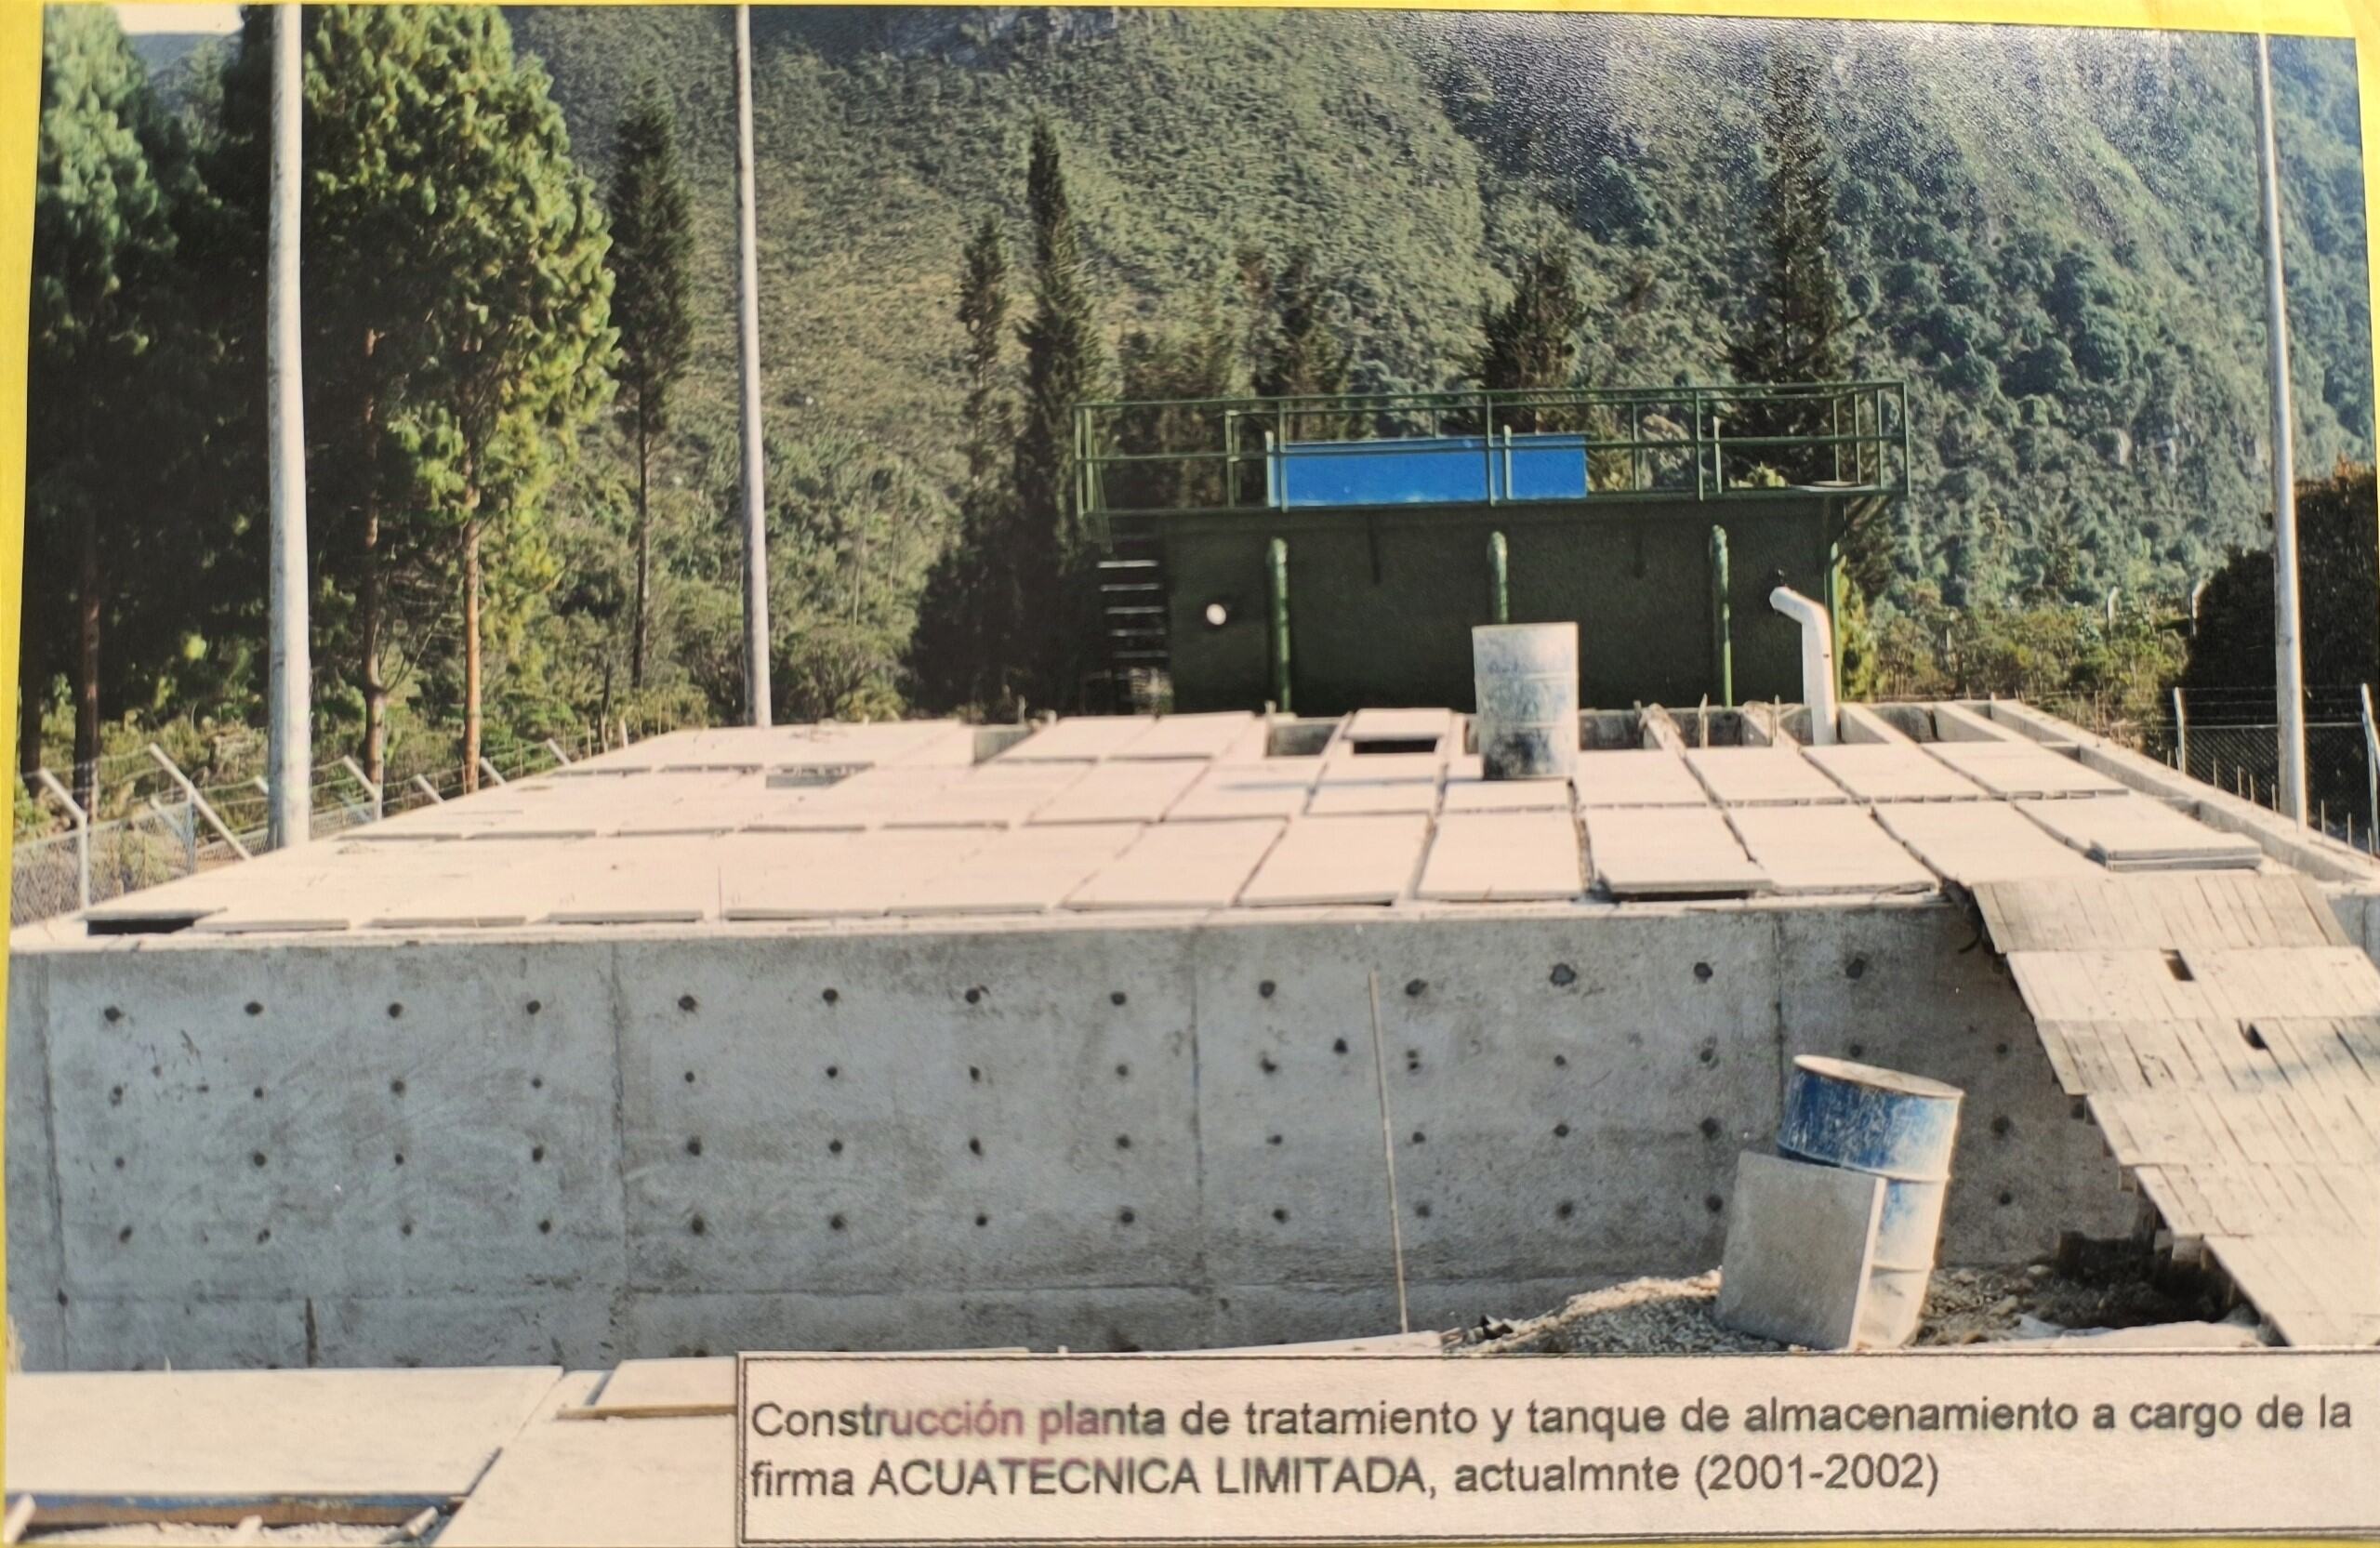 Construcción planta de tratamiento y tanque de almacenamiento a cargo de la
firma ACUATECNICA LIMITADA, actualmnte (2001-2002)